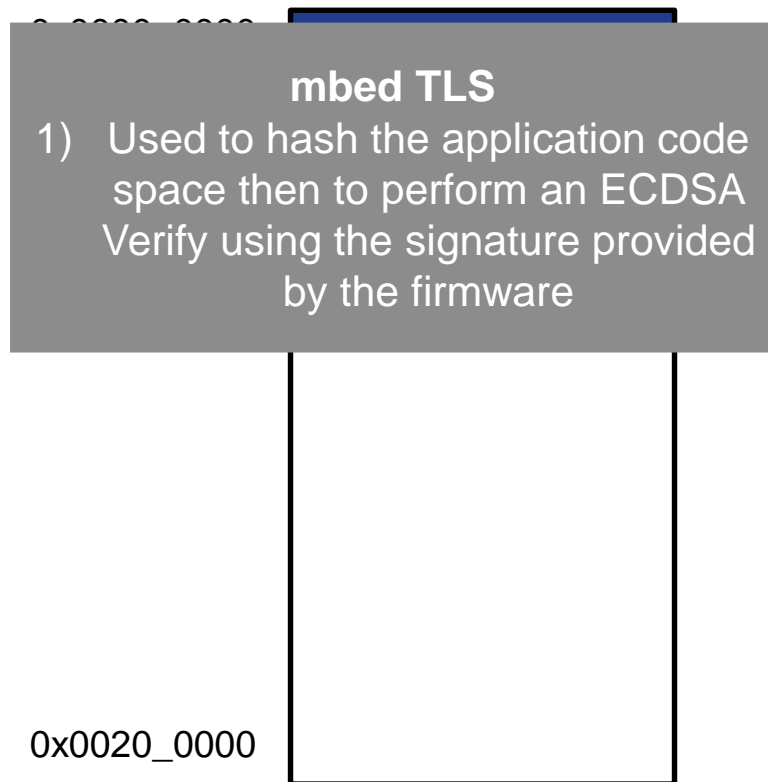 mbed TLS
1) Used to hash the application code
space then to perform an ECDSA
Verify using the signature provided
by the firmware
0x0020_0000